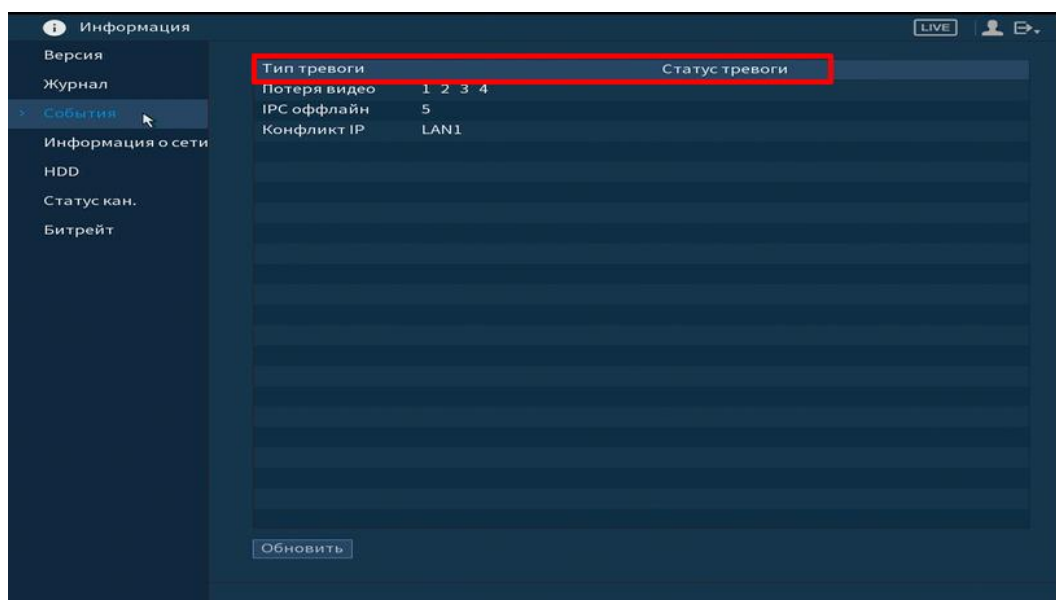 Информация LIVE
Версия
Журнал
События
Информация о сети
HDD
Статус кан.
Битрейт
Тип тревоги Статус тревоги
Потеря видео 1 2 3 4
IPC оффлайн 5
Конфликт IP LAN1
Обновить